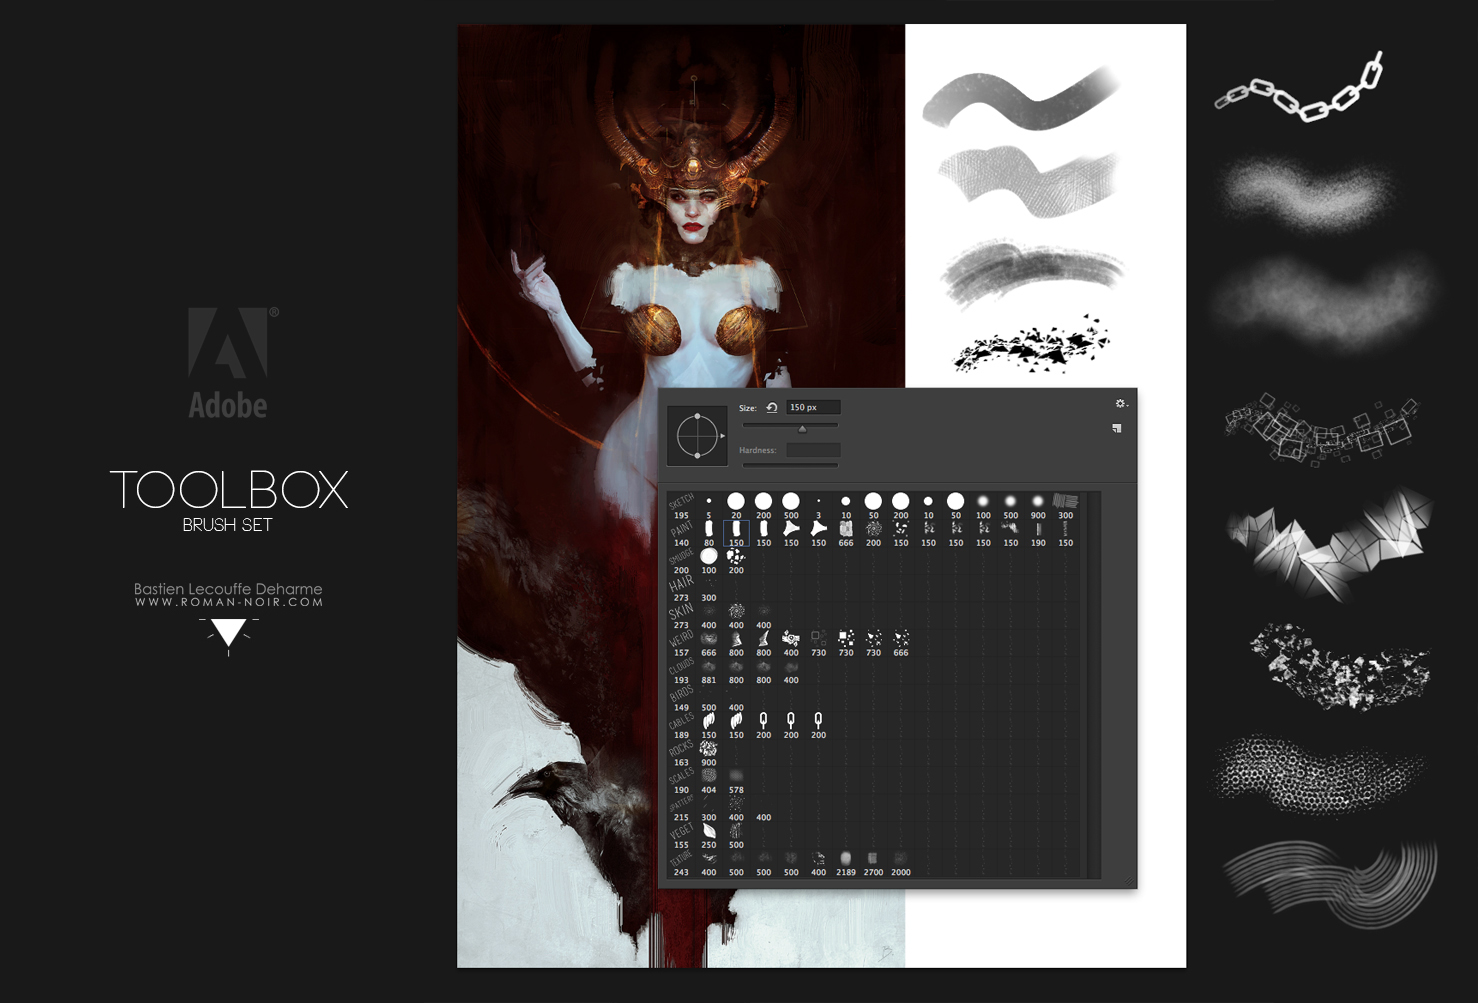 ®
Adobe
TOOLBOX
BRUSH SET
Bastien Lecouffe Deharme
WWW.ROMAN-NOIR.COM
Size: 150 px
Hardness:
SKETCH
195 5 20 200 500 3 10 50 200 10 50 100 500 900 300
PAINT
140 80 150 150 150 150 666 200 150 150 150 150 150 190 150
SMUDGE
200 100 200
HAIR
273 300
SKIN
273 400 400 400
WEIRD
157 666 800 800 400 730 730 730 666
CLOUDS
193 881 800 800 400
BIRDS
149 500 400
CABLES
189 150 150 200 200 200
ROCKS
163 900
SCALES
190 404 578
PATTERN
215 300 400 400
VEGET
155 250 500
TEXTURE
243 400 500 500 500 400 2189 2700 2000